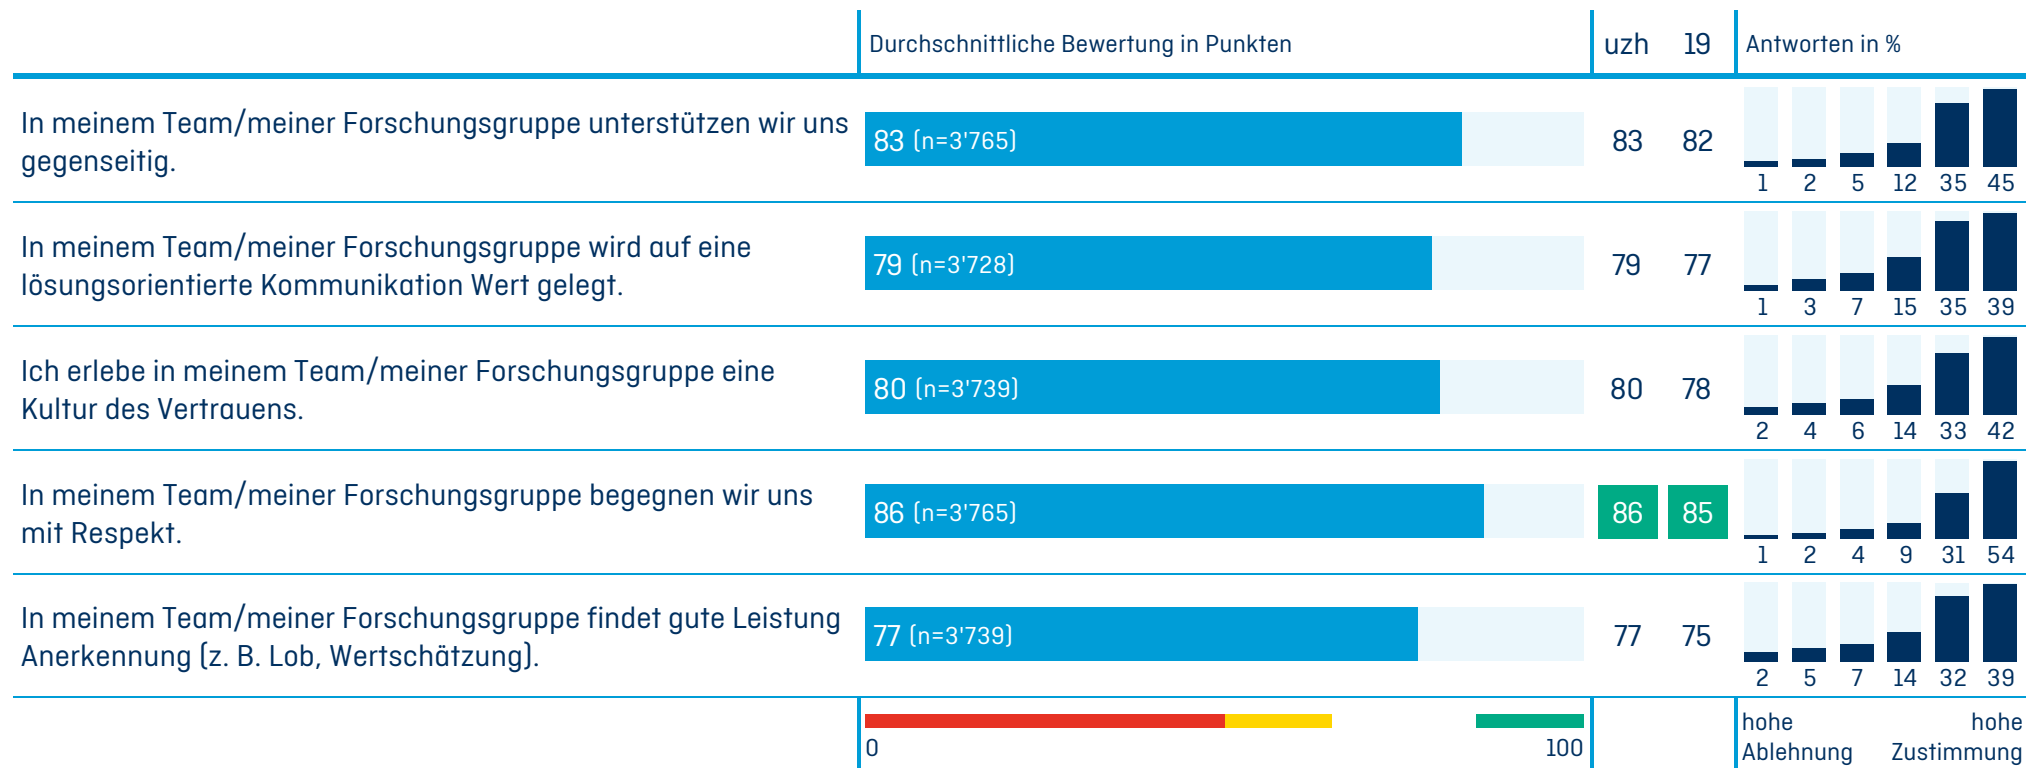 Durchschnittliche Bewertung in Punkten uzh 19 Antworten in %
In meinem Team/meiner Forschungsgruppe unterstützen wir uns
gegenseitig.
83 (n=3'765) 83 82
1 2 5 12 35 45
In meinem Team/meiner Forschungsgruppe wird auf eine
lösungsorientierte Kommunikation Wert gelegt.
79 (n=3'728) 79 77
1 3 7 15 35 39
Ich erlebe in meinem Team/meiner Forschungsgruppe eine
Kultur des Vertrauens.
80 (n=3'739) 80 78
2 4 6 14 33 42
In meinem Team/meiner Forschungsgruppe begegnen wir uns
mit Respekt.
86 (n=3'765) 86 85
1 2 4 9 31 54
In meinem Team/meiner Forschungsgruppe findet gute Leistung
Anerkennung (z. B. Lob, Wertschätzung).
77 (n=3'739) 77 75
2 5 7 14 32 39
0 100
hohe hohe
Ablehnung Zustimmung